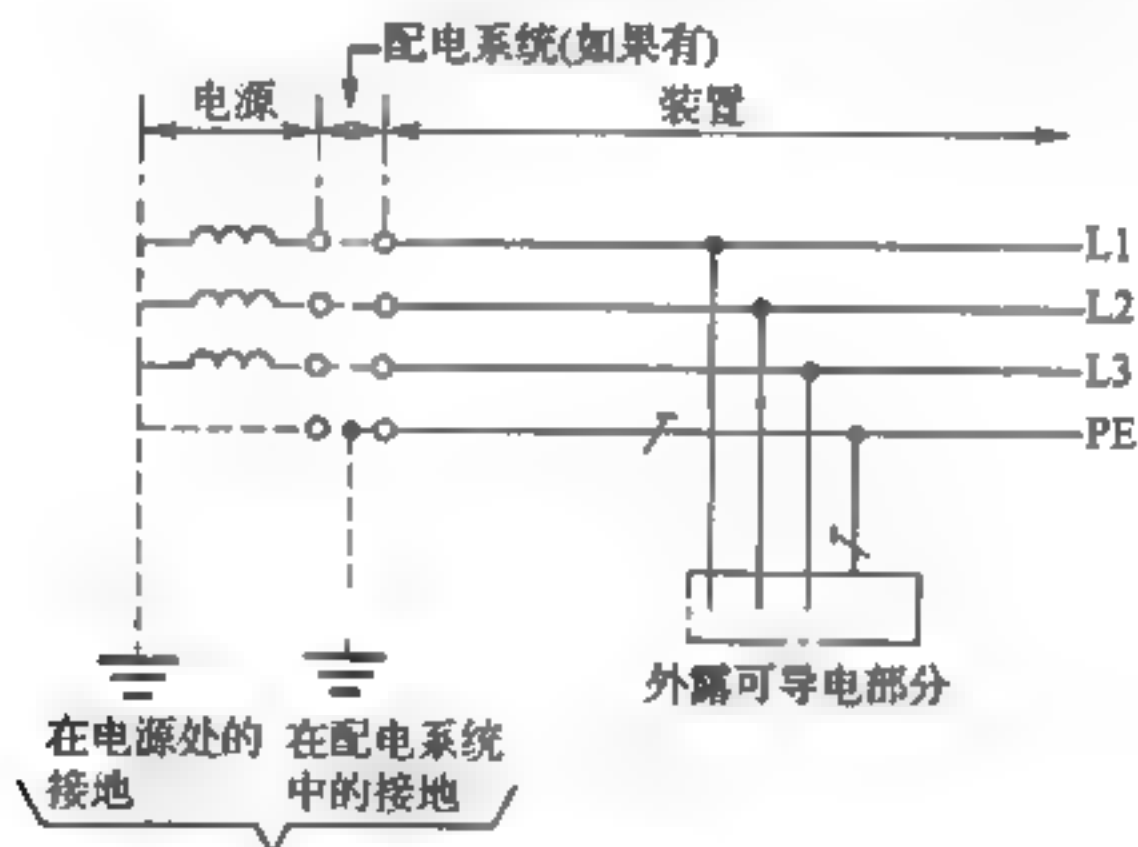 配电系统(如果有)
电源
装置
L1
L2
L3
PE
外露可导电部分
在电源处的
接地
在配电系统
中的接地